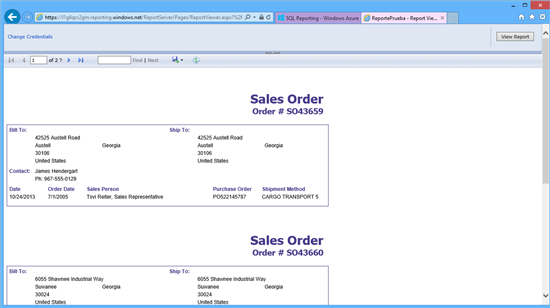 https://l1g6ipc2gm.reporting.windows.net/ReportServer/Pages/ReportViewer.aspx?%2f
SQL Reporting - Windows Azure
ReportePrueba - Report Vie...
Change Credentials
View Report
1 of 2 ?
Find | Next
Sales Order
Order # SO43659
Bill To: Ship To:
42525 Austell Road 42525 Austell Road
Austell Georgia Austell Georgia
30106 30106
United States United States
Contact: James Hendergart
Ph: 967-555-0129
Date Order Date Sales Person Purchase Order Shipment Method
10/24/2013 7/1/2005 Tsvi Reiter, Sales Representative PO522145787 CARGO TRANSPORT 5
Sales Order
Order # SO43660
Bill To: Ship To:
6055 Shawnee Industrial Way 6055 Shawnee Industrial Way
Suwanee Georgia Suwanee Georgia
30024 30024
United States United States